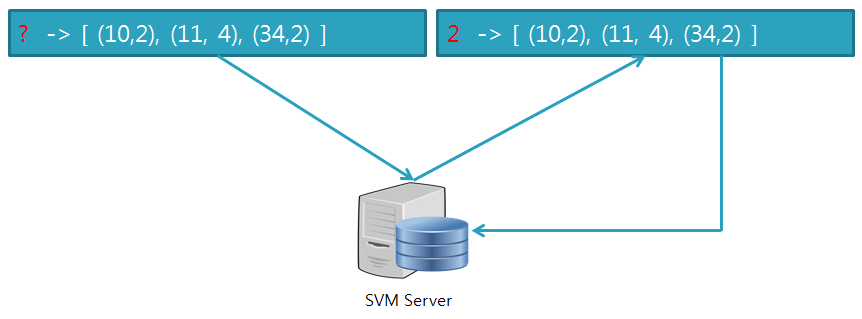 ? -> [ (10,2), (11, 4), (34,2) ]
2 -> [ (10,2), (11, 4), (34,2) ]
SVM Server